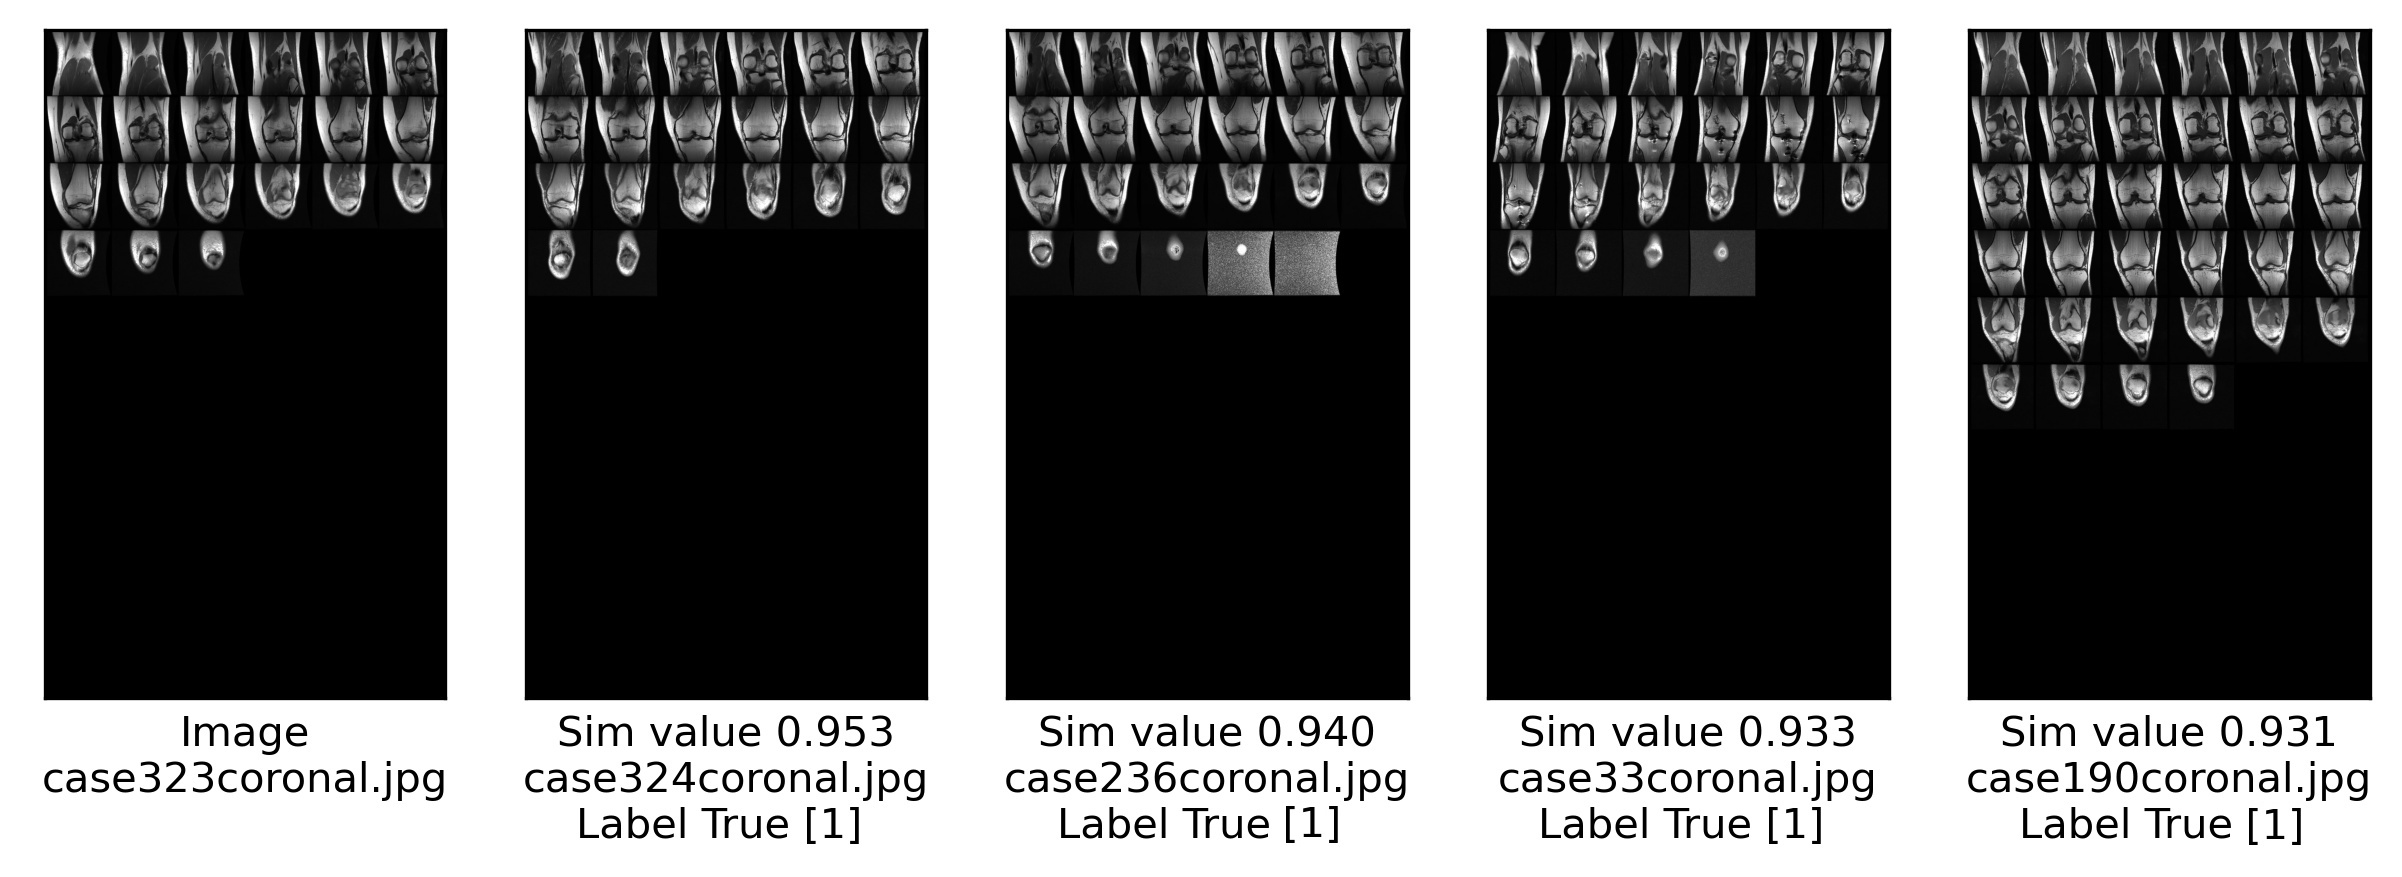 Image
case323coronal.jpg
Sim value 0.953
case324coronal.jpg
Label True [1]
Sim value 0.940
case236coronal.jpg
Label True [1]
Sim value 0.933
case33coronal.jpg
Label True [1]
Sim value 0.931
case190coronal.jpg
Label True [1]